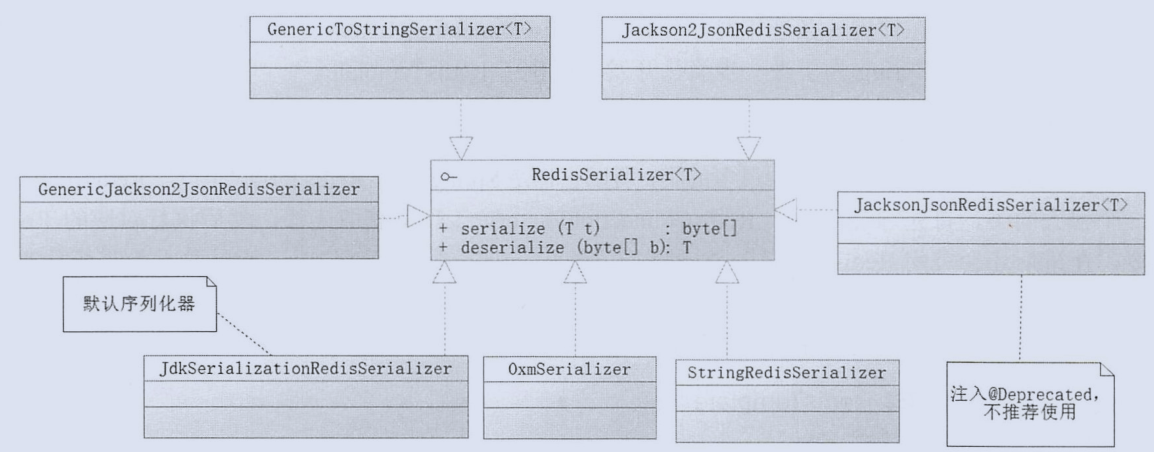 GenericToStringSerializer<T>
Jackson2JsonRedisSerializer<T>
RedisSerializer<T>
+ serialize (T t) : byte[]
+ deserialize (byte[] b): T
GenericJackson2JsonRedisSerializer
JacksonJsonRedisSerializer<T>
默认序列化器
JdkSerializationRedisSerializer
OxmSerializer
StringRedisSerializer
注入@Deprecated,
不推荐使用